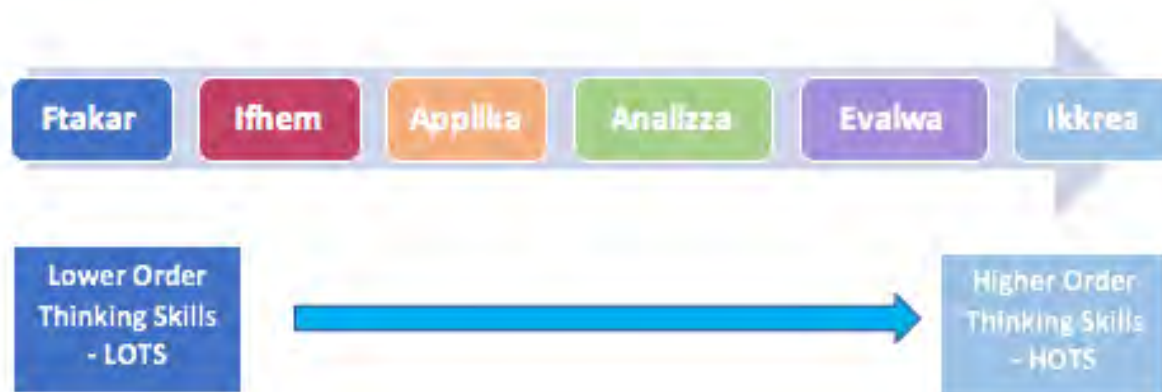 Ftakar
Ifhem
Applika
Analizza
Evalwa
Ikkrea
Lower Order
Thinking Skills
- LOTS
Higher Order
Thinking Skills
- HOTS